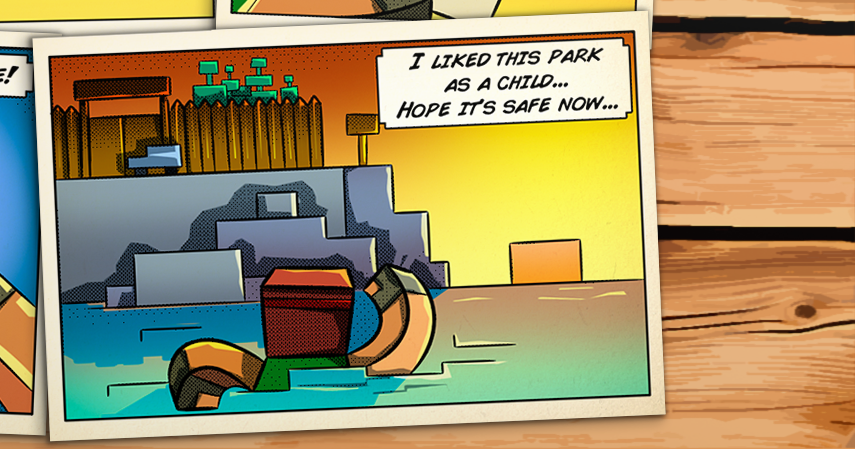 E!
I LIKED THIS PARK
AS A CHILD...
HOPE IT'S SAFE NOW...